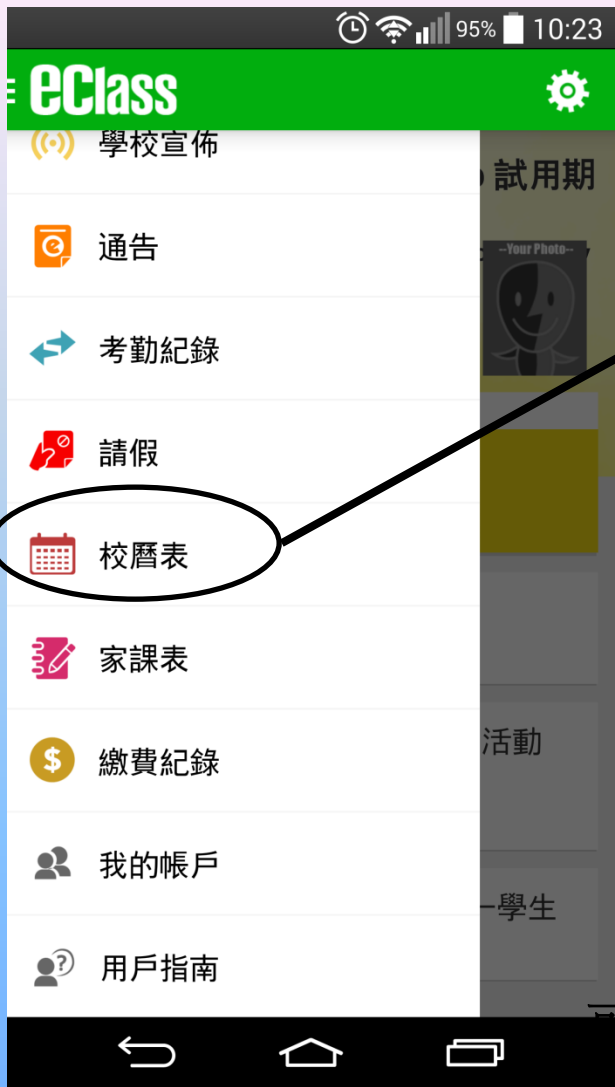 95% 10:23
eClass
學校宣佈
試用期
通告
--Your Photo--
考勤紀錄
請假
校曆表
家課表
繳費紀錄
活動
我的帳戶
一學生
用戶指南